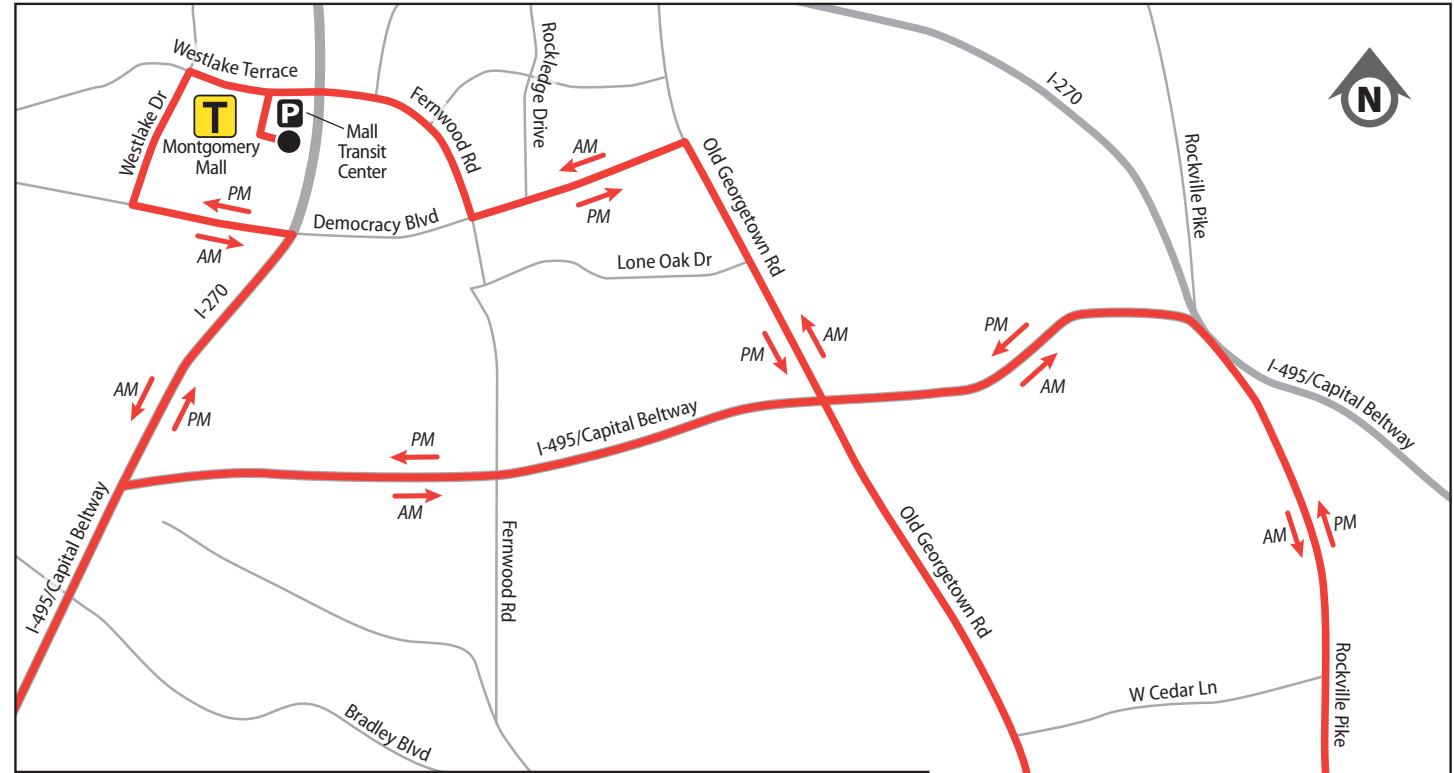 Westlake Terrace
Rockledge Drive
I-270
N
Westlake Dr
T
P
Mall
Transit
Center
Montgomery
Mall
Fernwood Rd
AM
PM
Old Georgetown Rd
Rockville Pike
PM
AM
Democracy Blvd
Lone Oak Dr
I-270
PM
AM
PM
AM
I-495/Capital Beltway
AM
PM
I-495/Capital Beltway
PM
AM
I-495/Capital Beltway
Fernwood Rd
Old Georgetown Rd
AM
PM
Rockville Pike
W Cedar Ln
Bradley Blvd